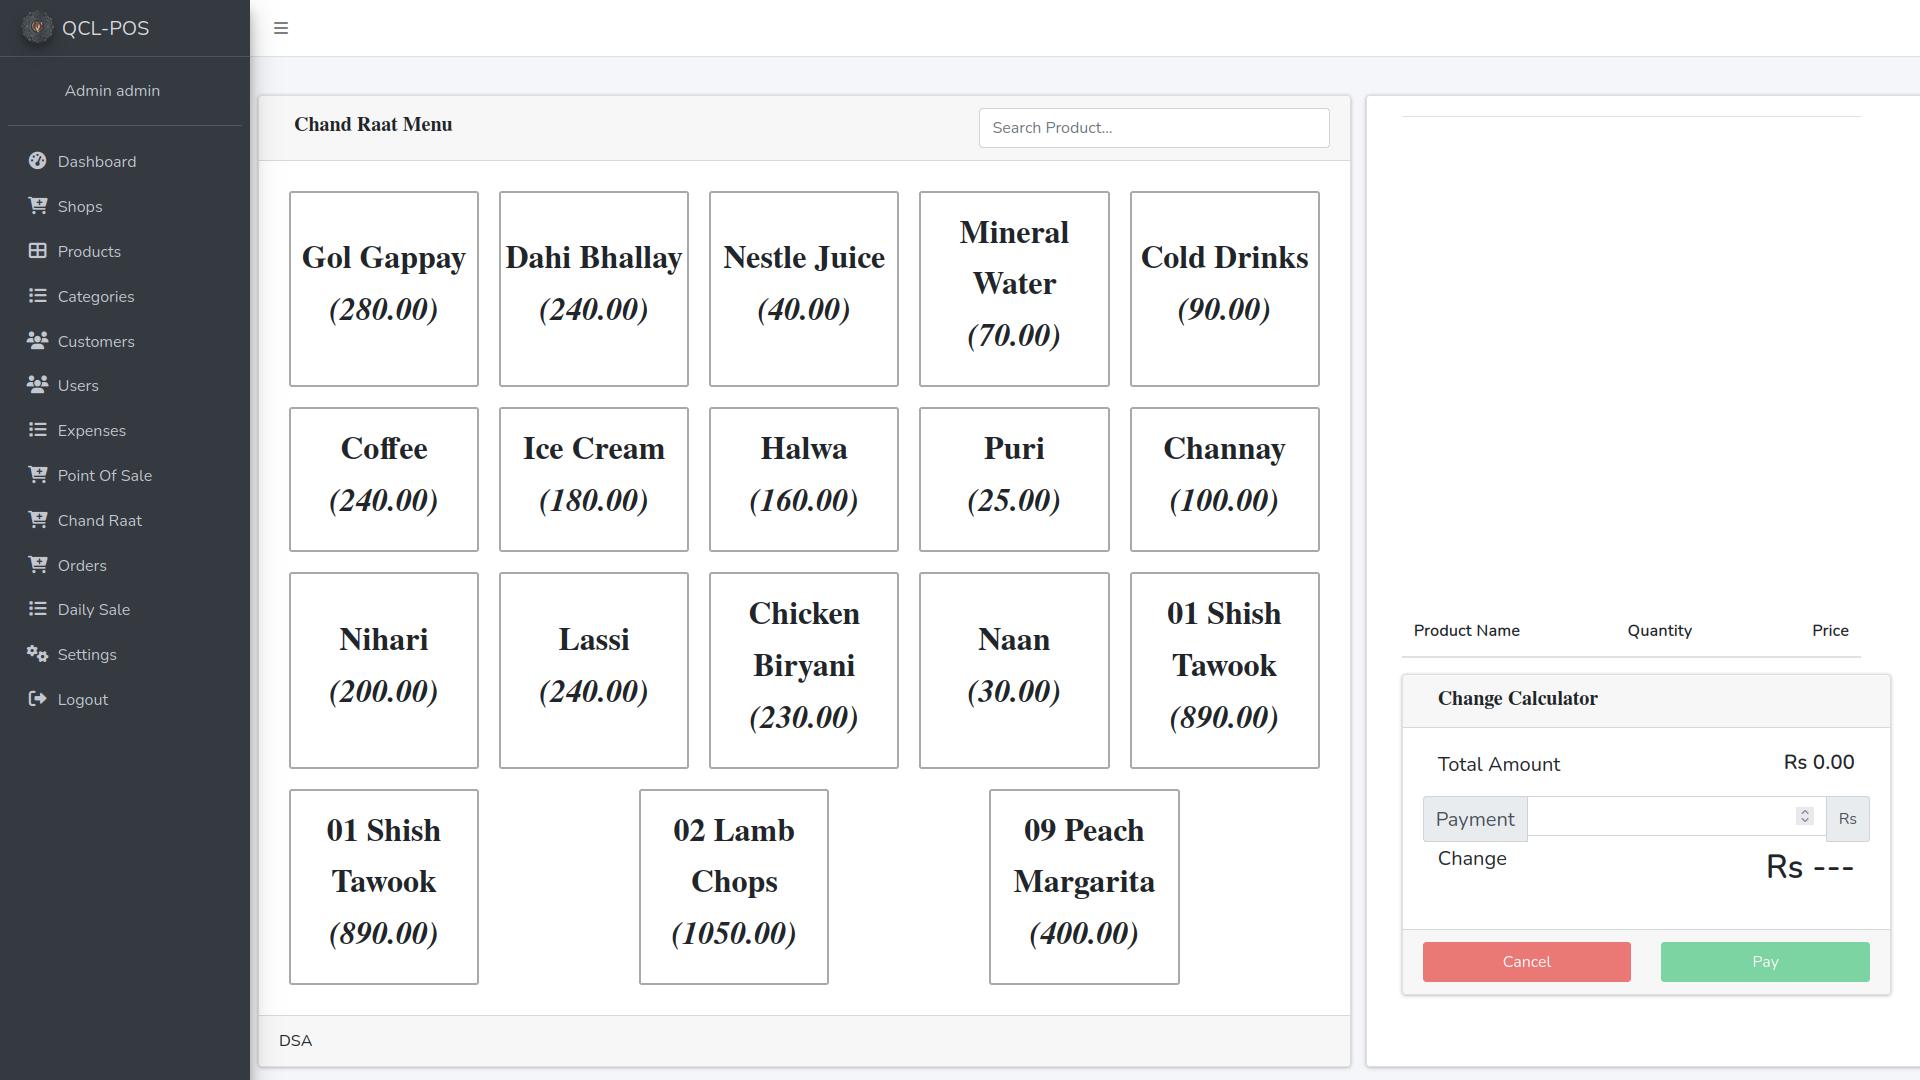 QCL-POS
Admin admin
Dashboard
Shops
Products
Categories
Customers
Users
Expenses
Point Of Sale
Chand Raat
Orders
Daily Sale
Settings
Logout
Chand Raat Menu
Search Product...
Gol Gappay
(280.00)
Dahi Bhallay
(240.00)
Nestle Juice
(40.00)
Mineral
Water
(70.00)
Cold Drinks
(90.00)
Coffee
(240.00)
Ice Cream
(180.00)
Halwa
(160.00)
Puri
(25.00)
Channay
(100.00)
Nihari
(200.00)
Lassi
(240.00)
Chicken
Biryani
(230.00)
Naan
(30.00)
01 Shish
Tawook
(890.00)
01 Shish
Tawook
(890.00)
02 Lamb
Chops
(1050.00)
09 Peach
Margarita
(400.00)
DSA
Product Name Quantity Price
Change Calculator
Total Amount Rs 0.00
Payment Rs
Change Rs ---
Cancel Pay